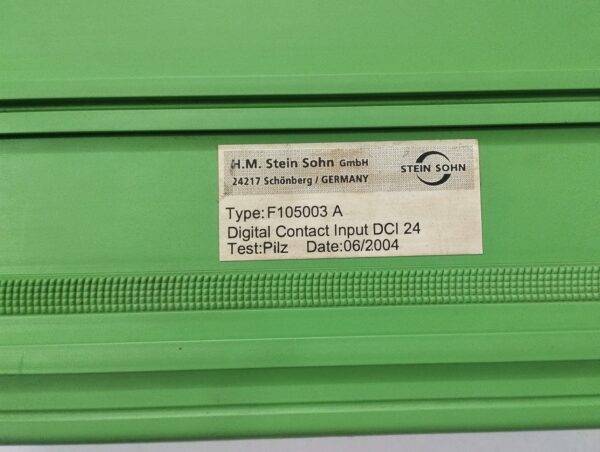 H.M. Stein Sohn GmbH
24217 Schönberg / GERMANY
STEIN SOHN
Type:F105003 A
Digital Contact Input DCI 24
Test:Pilz Date:06/2004